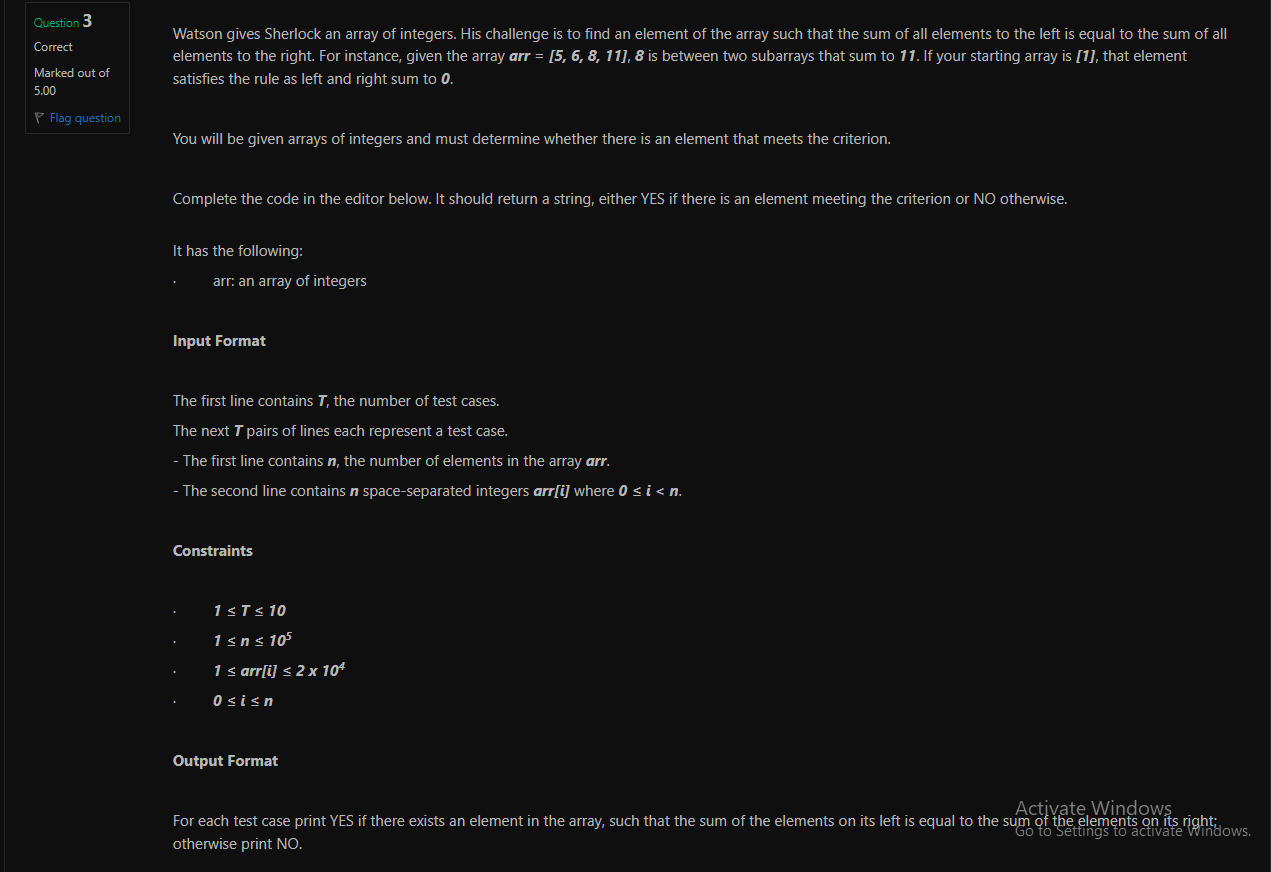 Question 3
Correct
Marked out of
5.00
Flag question
Watson gives Sherlock an array of integers. His challenge is to find an element of the array such that the sum of all elements to the left is equal to the sum of all
elements to the right. For instance, given the array arr = [5, 6, 8, 11], 8 is between two subarrays that sum to 11. If your starting array is [1], that element
satisfies the rule as left and right sum to 0.
You will be given arrays of integers and must determine whether there is an element that meets the criterion.
Complete the code in the editor below. It should return a string, either YES if there is an element meeting the criterion or NO otherwise.
It has the following:
· arr: an array of integers
Input Format
The first line contains T, the number of test cases.
The next T pairs of lines each represent a test case.
- The first line contains n, the number of elements in the array arr.
- The second line contains n space-separated integers arr[i] where 0 ≤ i < n.
Constraints
· 1 ≤ T ≤ 10
· 1 ≤ n ≤ 10⁵
· 1 ≤ arr[i] ≤ 2 x 10⁴
· 0 ≤ i ≤ n
Output Format
For each test case print YES if there exists an element in the array, such that the sum of the elements on its left is equal to the sum of the elements on its right;
otherwise print NO.
Activate Windows
Go to Settings to activate Windows.